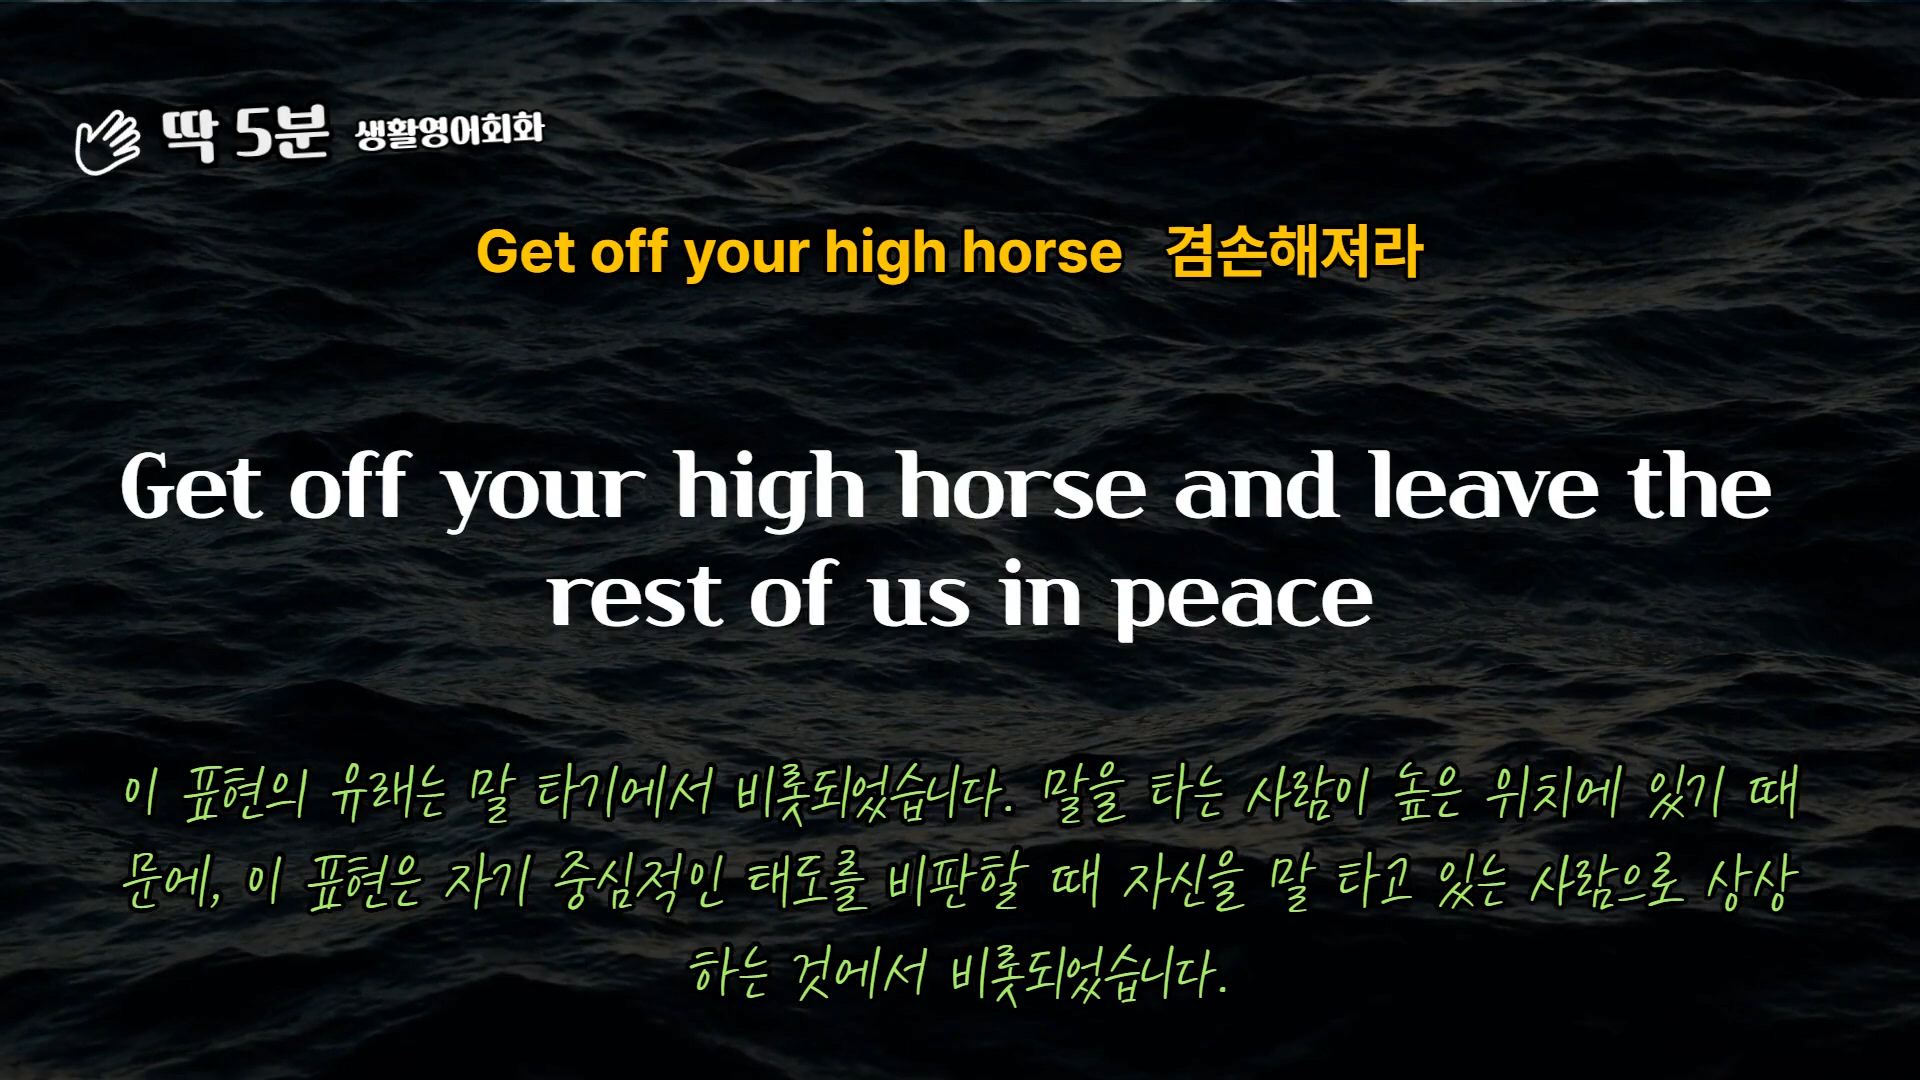 딱 5분 생활영어회화
Get off your high horse 겸손해져라
Get off your high horse and leave the
rest of us in peace
이 표현의 유래는 말 타기에서 비롯되었습니다. 말을 타는 사람이 높은 위치에 있기 때
문에, 이 표현은 자기 중심적인 태도를 비판할 때 자신을 말 타고 있는 사람으로 상상
하는 것에서 비롯되었습니다.